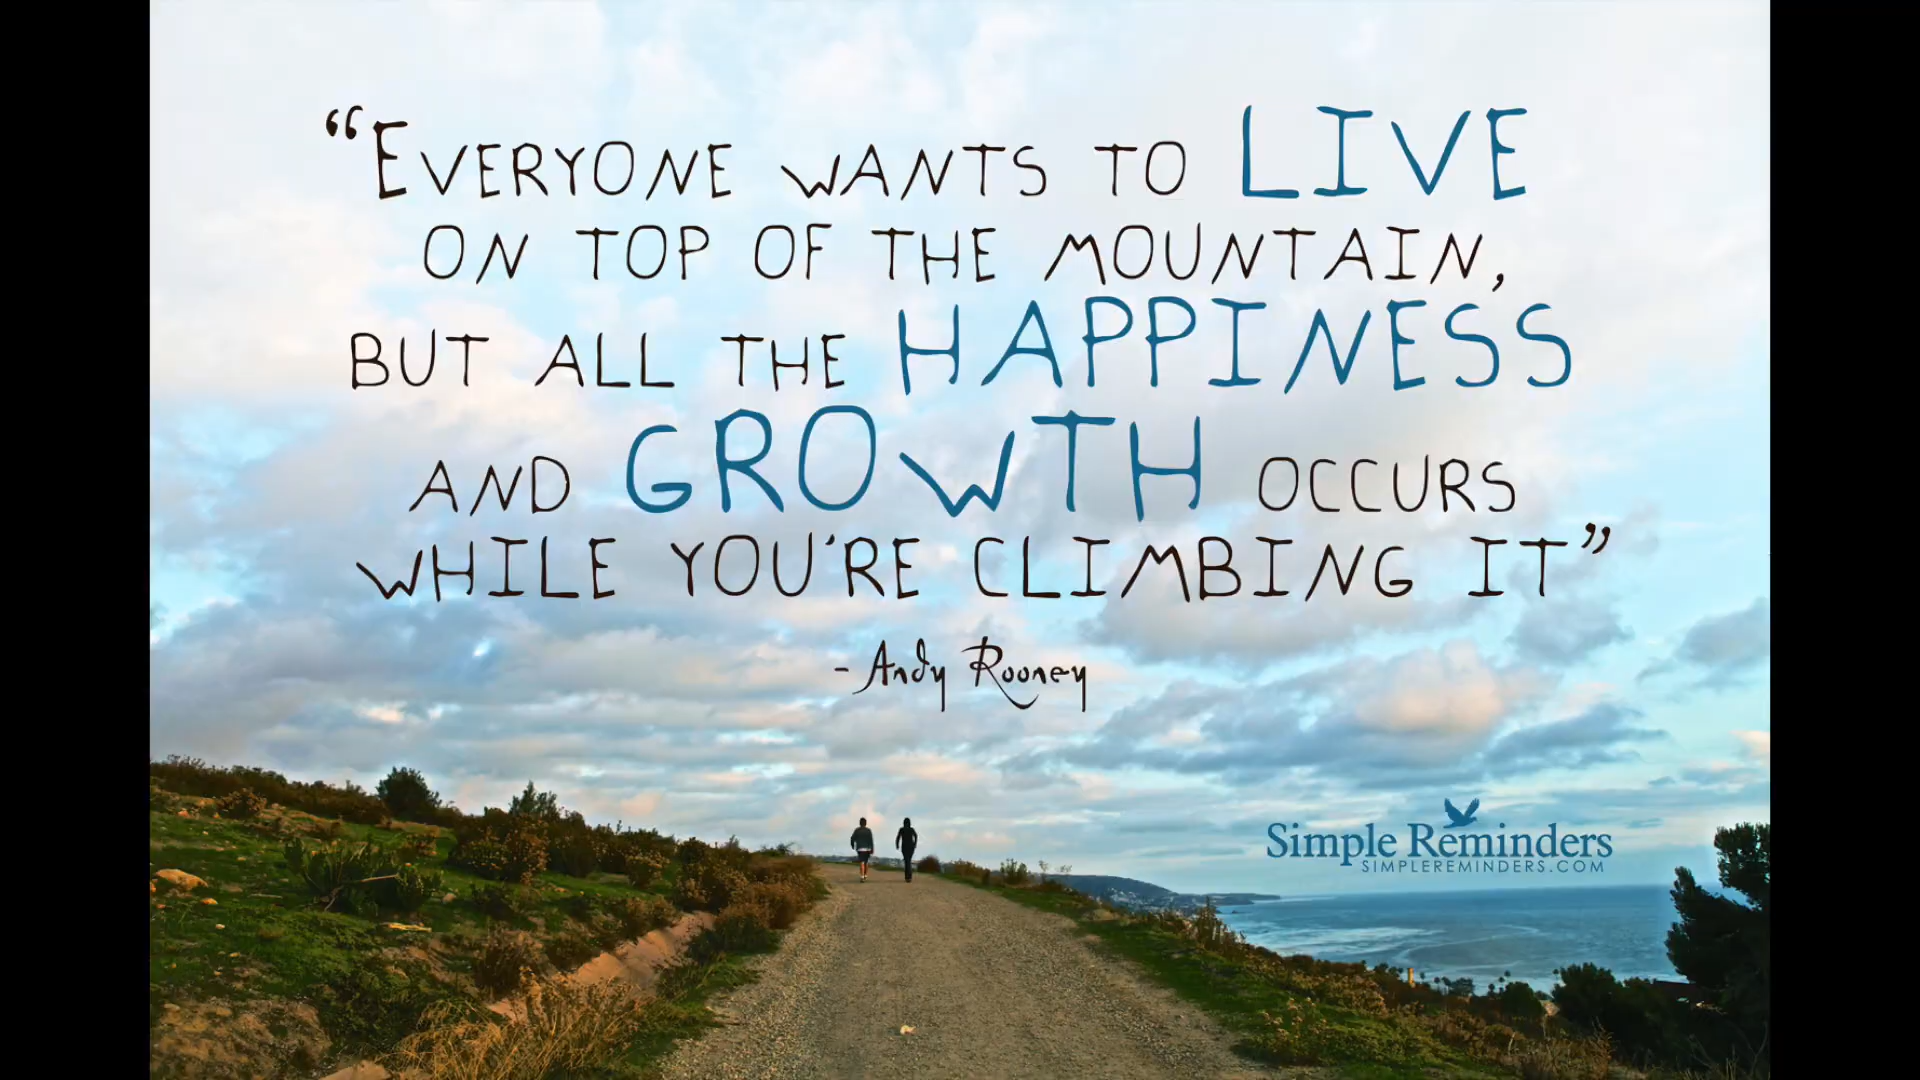 “EVERYONE WANTS TO LIVE
ON TOP OF THE MOUNTAIN,
BUT ALL THE HAPPINESS
AND GROWTH OCCURS
WHILE YOU'RE CLIMBING IT”
- Andy Rooney
Simple Reminders
SIMPLEREMINDERS.COM